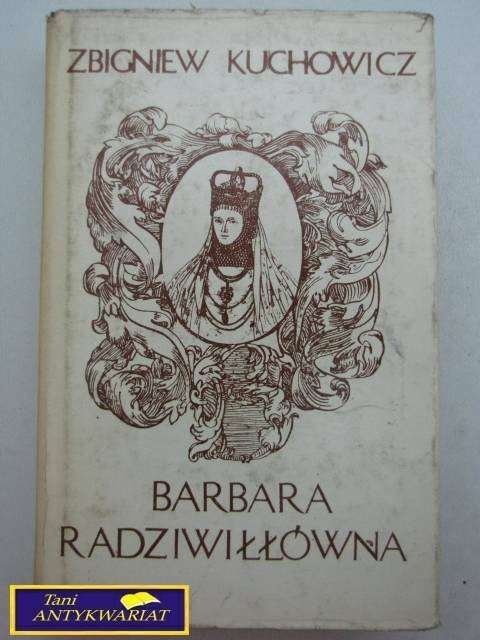 ZBIGNIEW KUCHOWICZ
BARBARA
RADZIWIŁŁÓWNA
Tani
ANTYKWARIAT